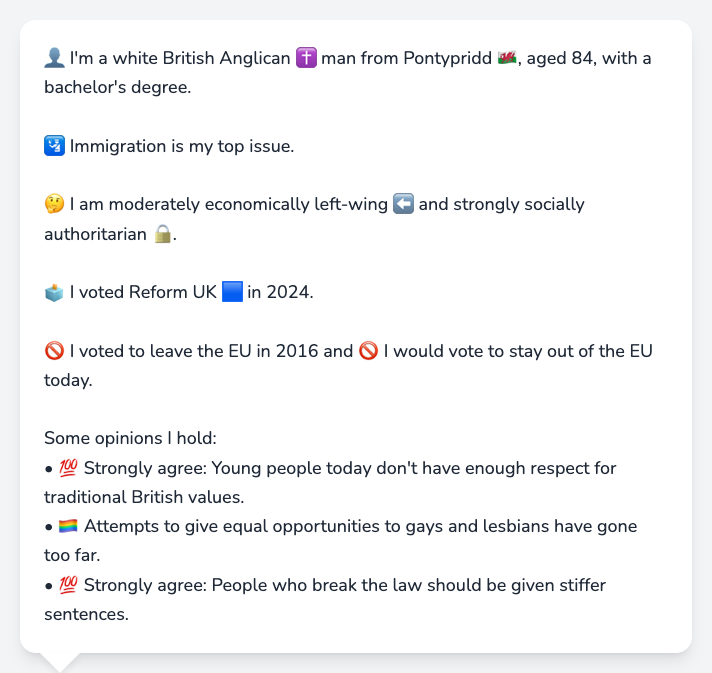 👤 I'm a white British Anglican ✝️ man from Pontypridd 🏴󠁧󠁢󠁷󠁬󠁳󠁿, aged 84, with a
bachelor's degree.
🛂 Immigration is my top issue.
🤔 I am moderately economically left-wing ⬅️ and strongly socially
authoritarian 🔒.
🗳️ I voted Reform UK 🟦 in 2024.
🚫 I voted to leave the EU in 2016 and 🚫 I would vote to stay out of the EU
today.
Some opinions I hold:
• 💯 Strongly agree: Young people today don't have enough respect for
traditional British values.
• 🏳️‍🌈 Attempts to give equal opportunities to gays and lesbians have gone
too far.
• 💯 Strongly agree: People who break the law should be given stiffer
sentences.